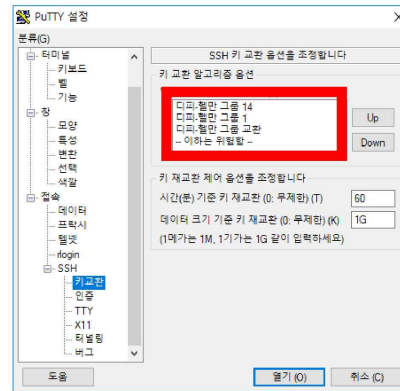 PuTTY 설정
분류(G)
터미널
키보드
벨
기능
창
모양
특성
변환
선택
색깔
접속
데이터
프락시
텔넷
rlogin
SSH
키교환
인증
TTY
X11
터널링
버그
SSH 키 교환 옵션을 조정합니다
키 교환 알고리즘 옵션
디피-헬만 그룹 14
디피-헬만 그룹 1
디피-헬만 그룹 교환
-- 이하는 위험함 --
Up
Down
키 재교환 제어 옵션을 조정합니다
시간(분) 기준 키 재교환 (0: 무제한) (T)
60
데이터 크기 기준 키 재교환 (0: 무제한) (K)
1G
(1메가는 1M, 1기가는 1G 같이 입력하세요)
도움
열기 (O)
취소 (C)